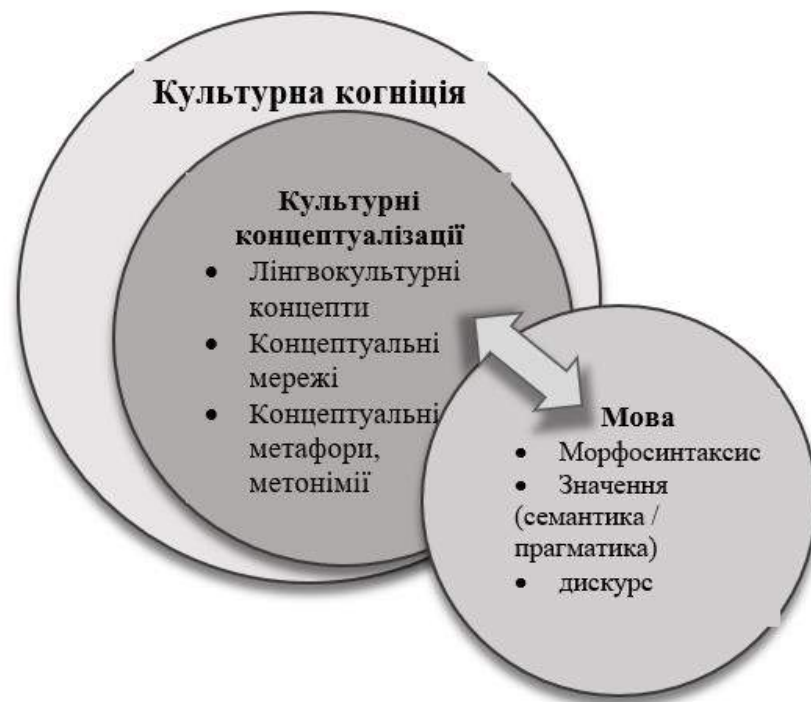 Культурна когніція
Культурні
концептуалізації
• Лінгвокультурні
концепти
• Концептуальні
мережі
• Концептуальні
метафори,
метонімії
Мова
• Морфосинтаксис
• Значення
(семантика /
прагматика)
• дискурс